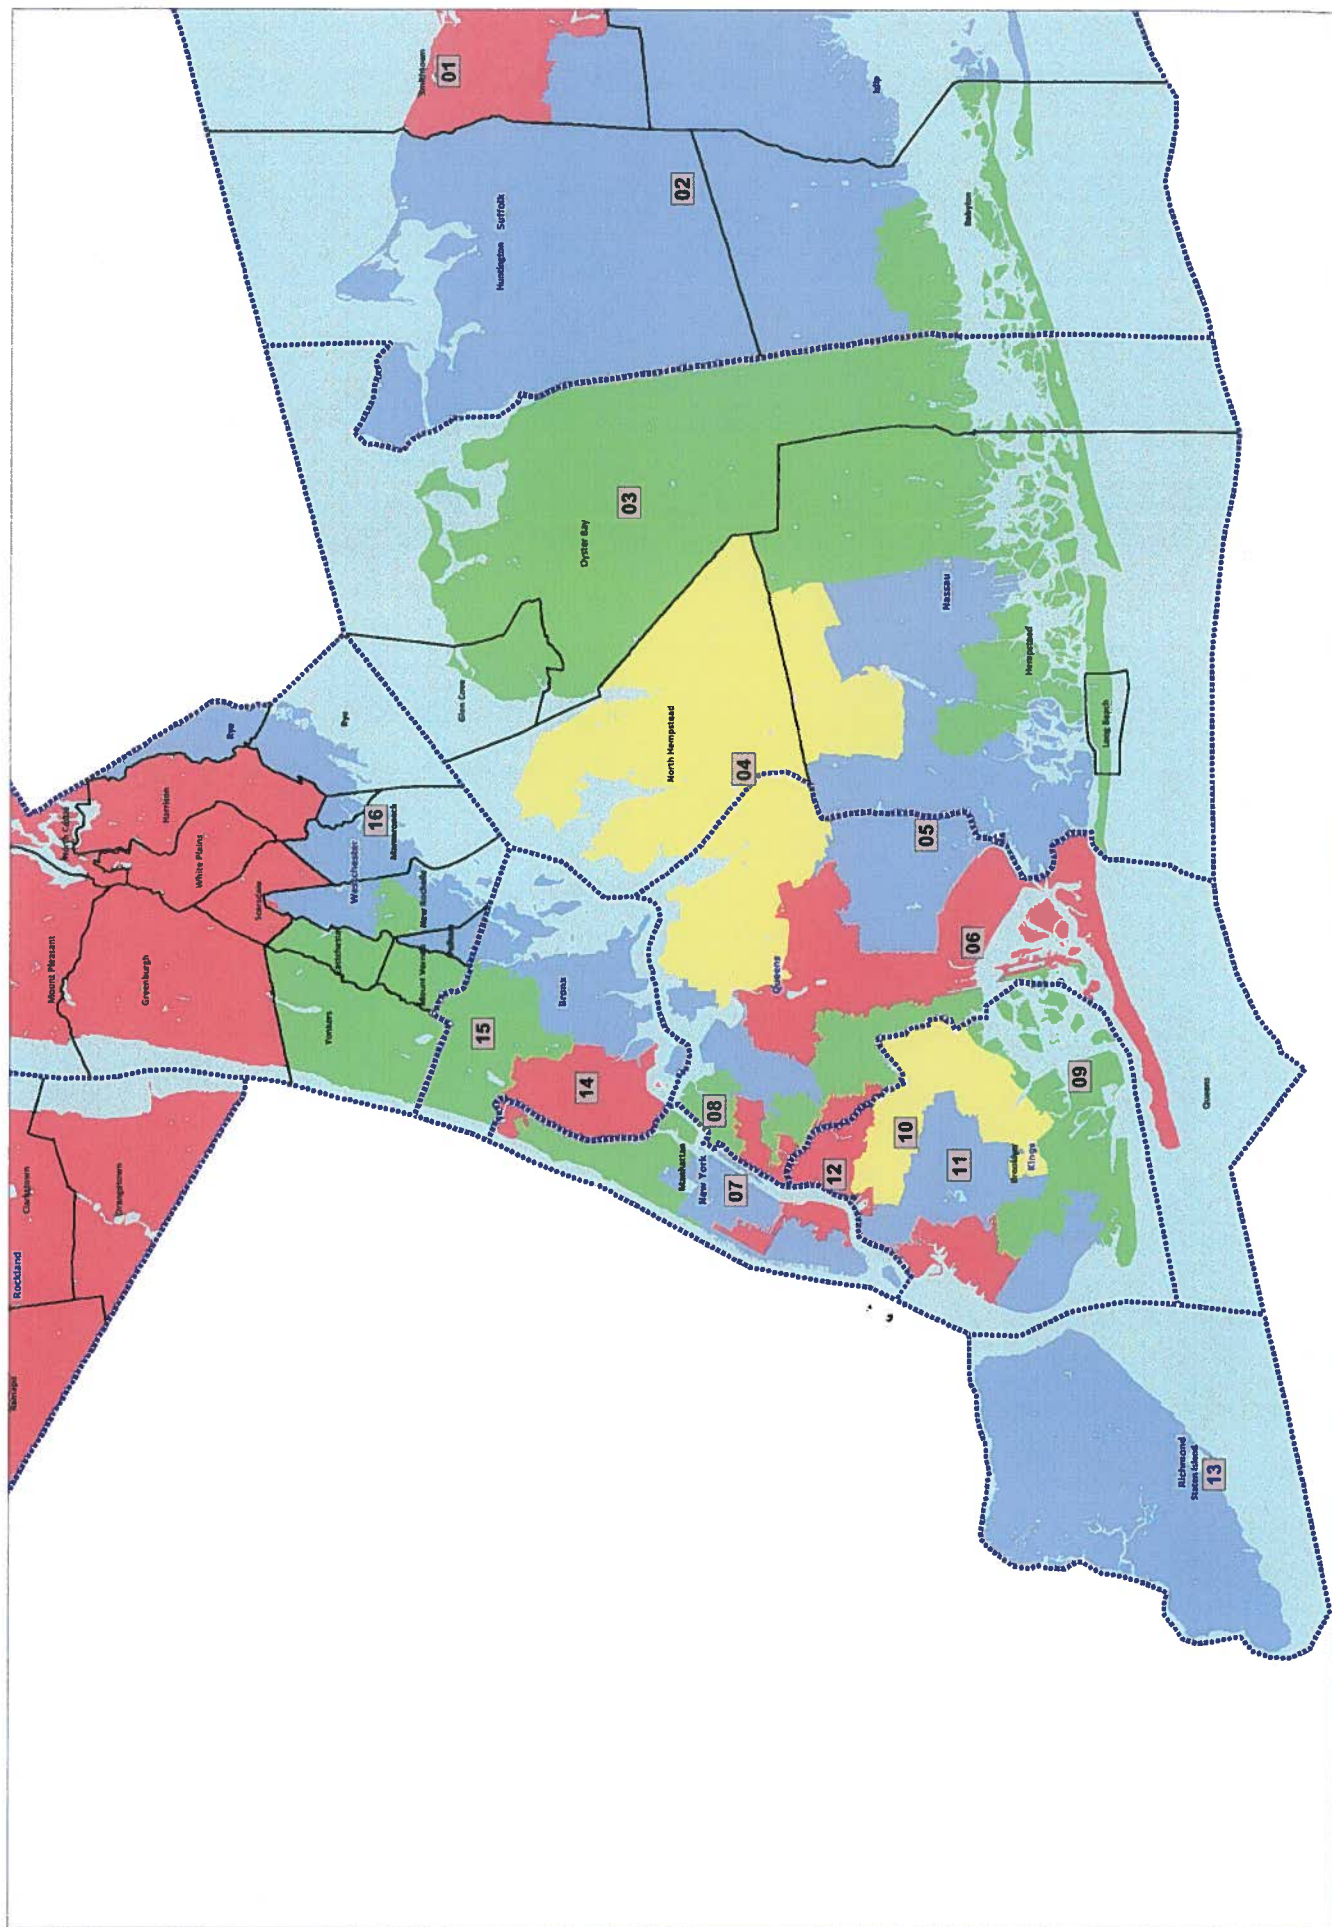 Smithtown
01
Islip
02
Huntington
Suffolk
Babylon
03
Oyster Bay
Nassau
Hempstead
Long Beach
Glen Cove
North Hempstead
04
05
06
Queens
Rye
Rye
Harrison
White Plains
16
Mamaroneck
Westchester
Scarsdale
New Rochelle
Eastchester
Mount Vernon
Mount Pleasant
Greenburgh
Yonkers
Bronx
15
14
08
Manhattan
New York
07
12
10
11
Brooklyn
Kings
09
Queens
Clarkstown
Orangetown
Rockland
Ramapo
Richmond
Staten Island
13